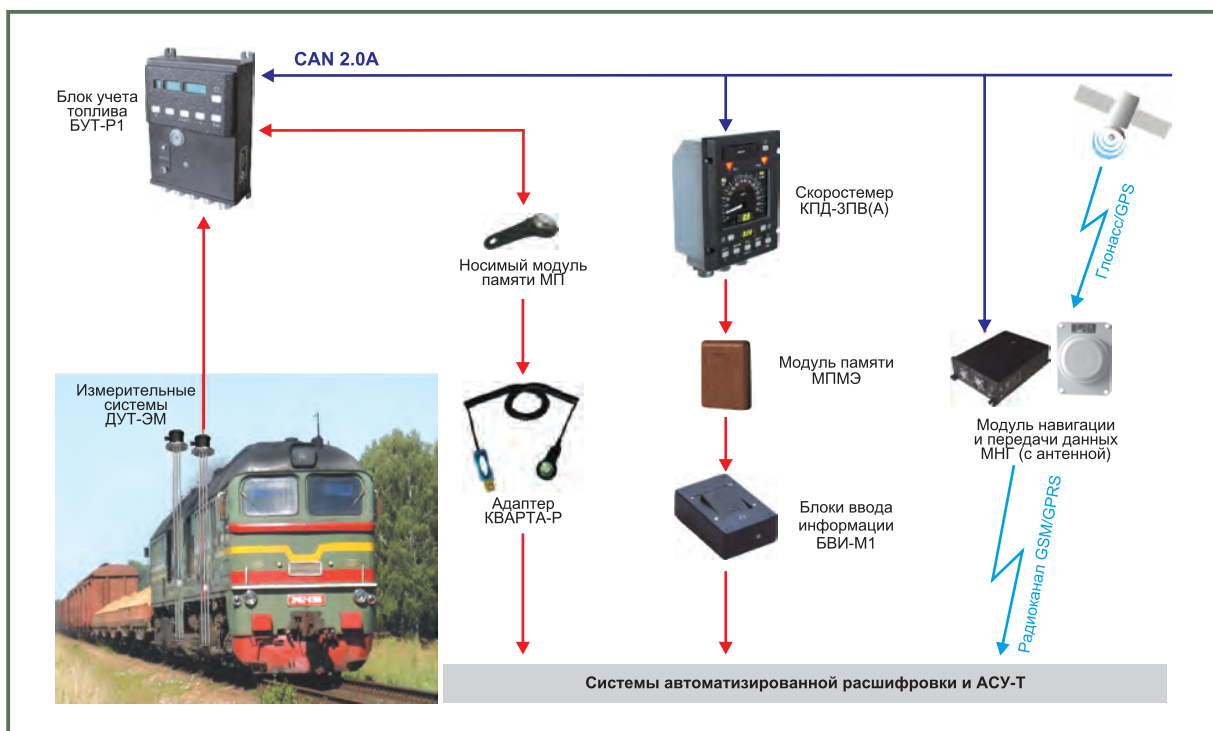 CAN 2.0A
Блок учета
топлива
БУТ-Р1
Скоростемер
КПД-3ПВ(А)
Глонасс/GPS
Носимый модуль
памяти МП
Измерительные
системы
ДУТ-ЭМ
Модуль памяти
МПМЭ
Модуль навигации
и передачи данных
МНГ (с антенной)
Адаптер
КВАРТА-Р
Блоки ввода
информации
БВИ-М1
Радиоканал GSM/GPRS
Системы автоматизированной расшифровки и АСУ-Т